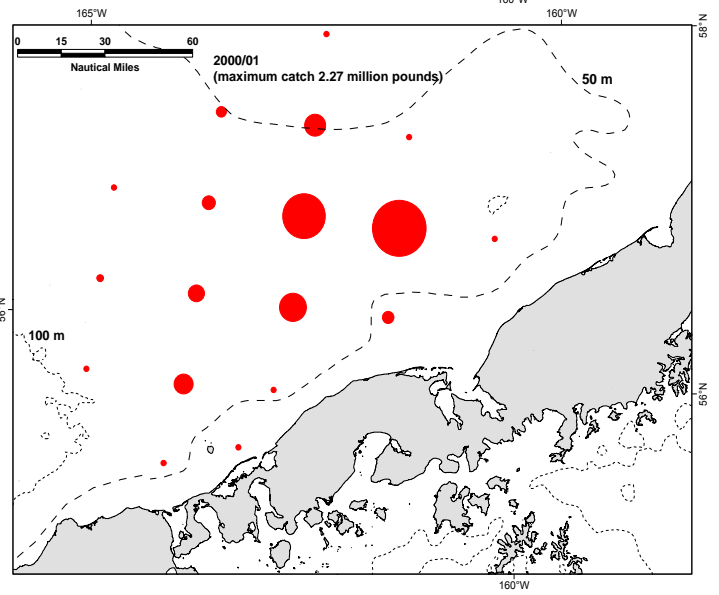 165°W
160°W
58°N
0 15 30 60
Nautical Miles
2000/01
(maximum catch 2.27 million pounds)
50 m
56°N
100 m
56°N
160°W